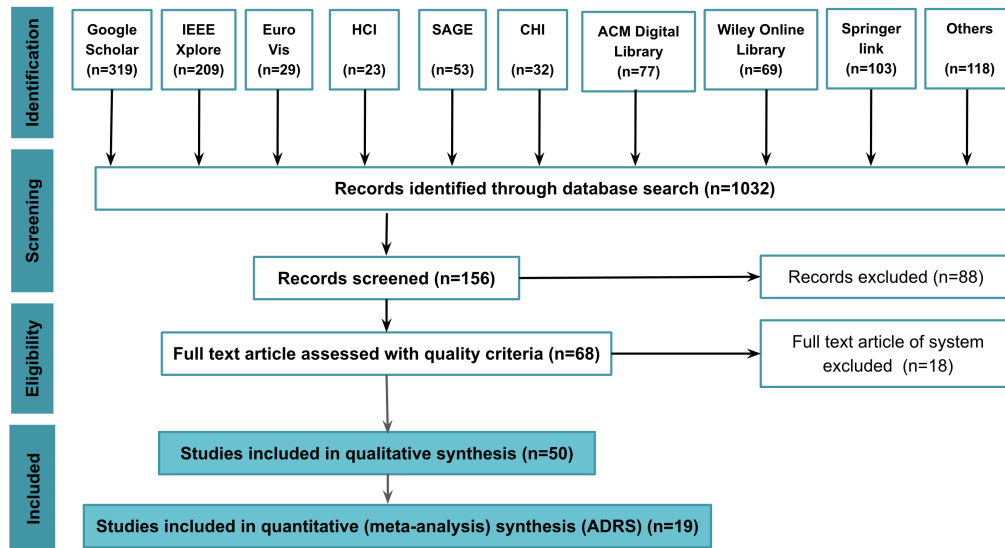 Identification
Google
Scholar
(n=319)
IEEE
Xplore
(n=209)
Euro
Vis
(n=29)
HCI
(n=23)
SAGE
(n=53)
CHI
(n=32)
ACM Digital
Library
(n=77)
Wiley Online
Library
(n=69)
Springer
link
(n=103)
Others
(n=118)
Screening
Records identified through database search (n=1032)
Records screened (n=156)
Records excluded (n=88)
Eligibility
Full text article assessed with quality criteria (n=68)
Full text article of system
excluded (n=18)
Included
Studies included in qualitative synthesis (n=50)
Studies included in quantitative (meta-analysis) synthesis (ADRS) (n=19)